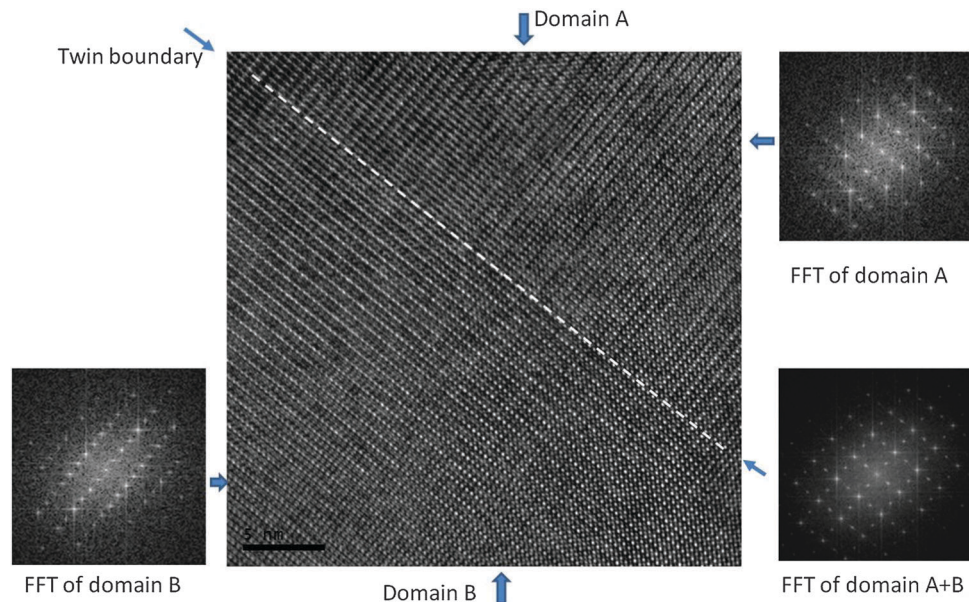 Domain A
Twin boundary
FFT of domain A
5 nm
FFT of domain B
Domain B
FFT of domain A+B